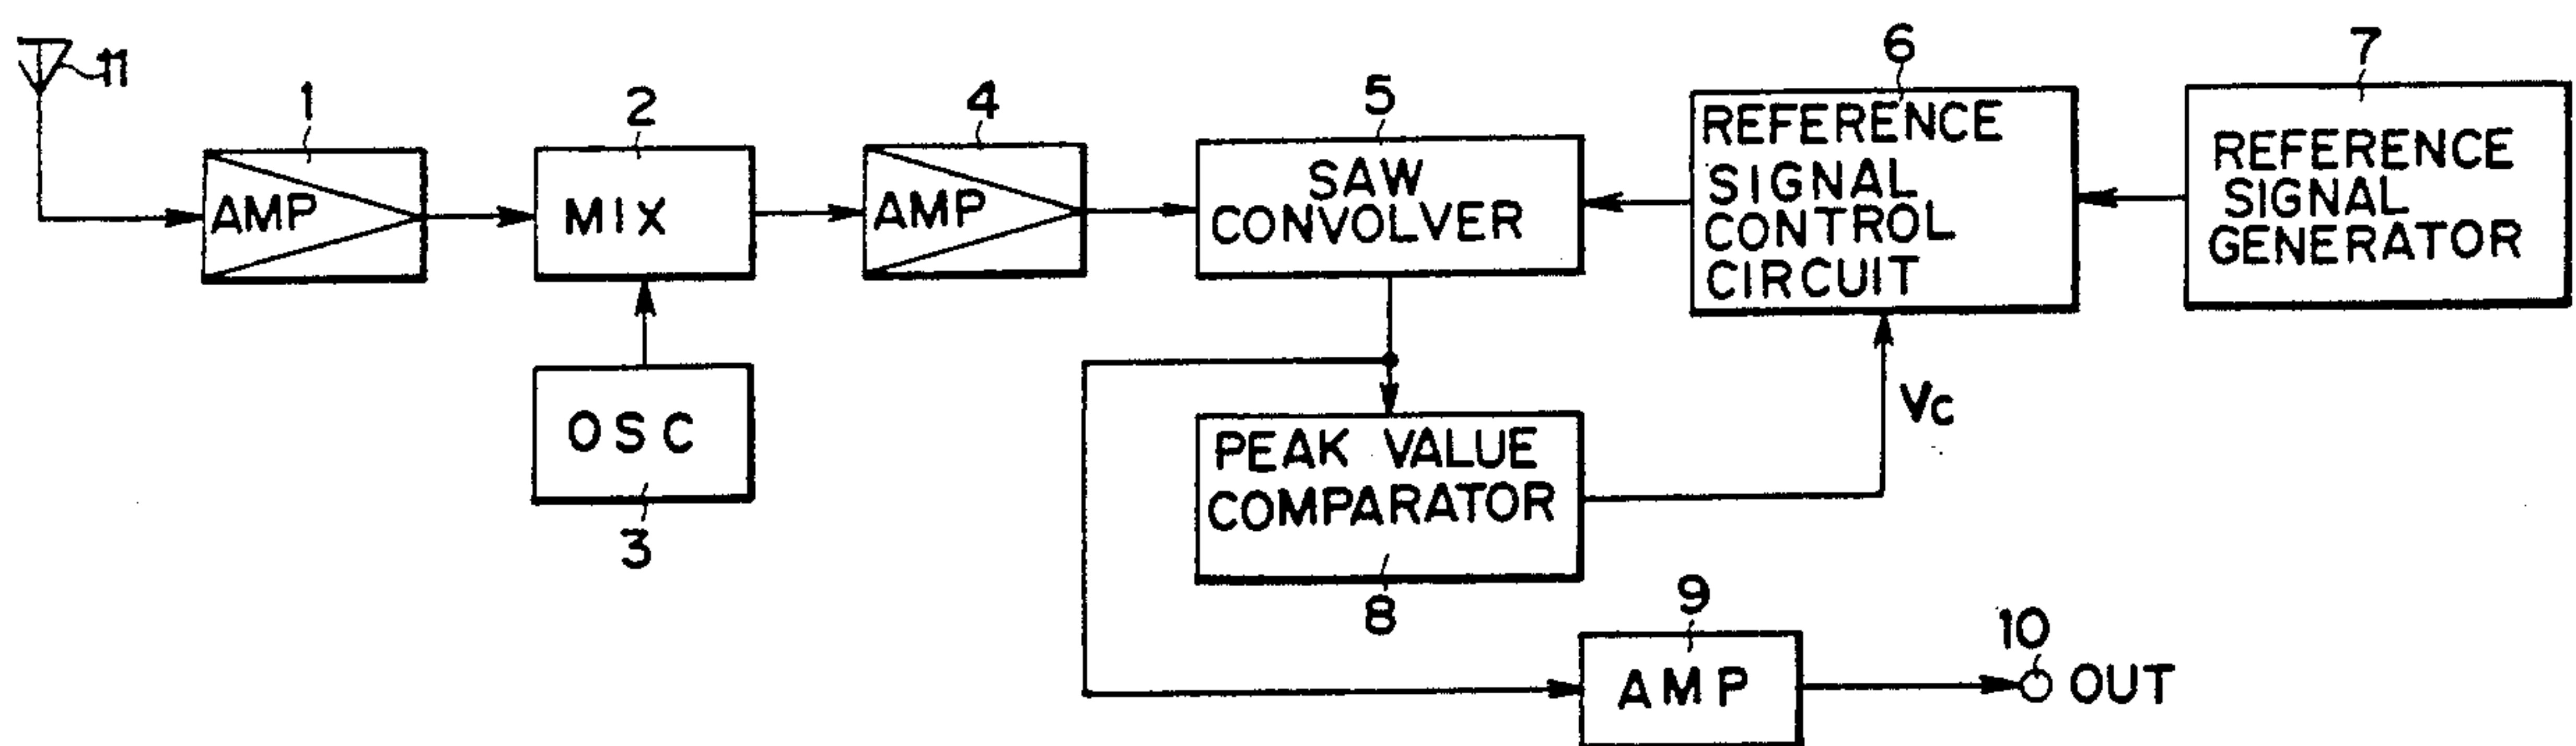 11
1
AMP
2
MIX
OSC
3
4
AMP
5
SAW
CONVOLVER
6
REFERENCE
SIGNAL
CONTROL
CIRCUIT
7
REFERENCE
SIGNAL
GENERATOR
PEAK VALUE
COMPARATOR
8
Vc
9
AMP
10
OUT